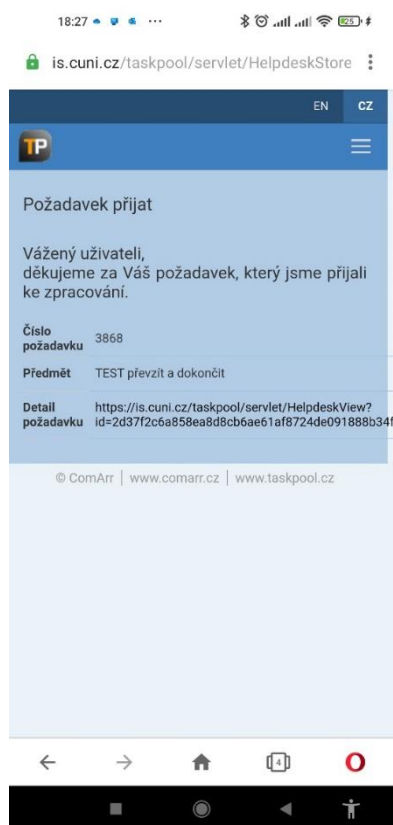 18:27
25
is.cuni.cz/taskpool/servlet/HelpdeskStore
EN CZ
TP
Požadavek přijat
Vážený uživateli,
děkujeme za Váš požadavek, který jsme přijali
ke zpracování.
Číslo
požadavku
3868
Předmět TEST převzít a dokončit
Detail https://is.cuni.cz/taskpool/servlet/HelpdeskView?
požadavku id=2d37f2c6a858ea8d8cb6ae61af8724de091888b34f
© ComArr | www.comarr.cz | www.taskpool.cz
4